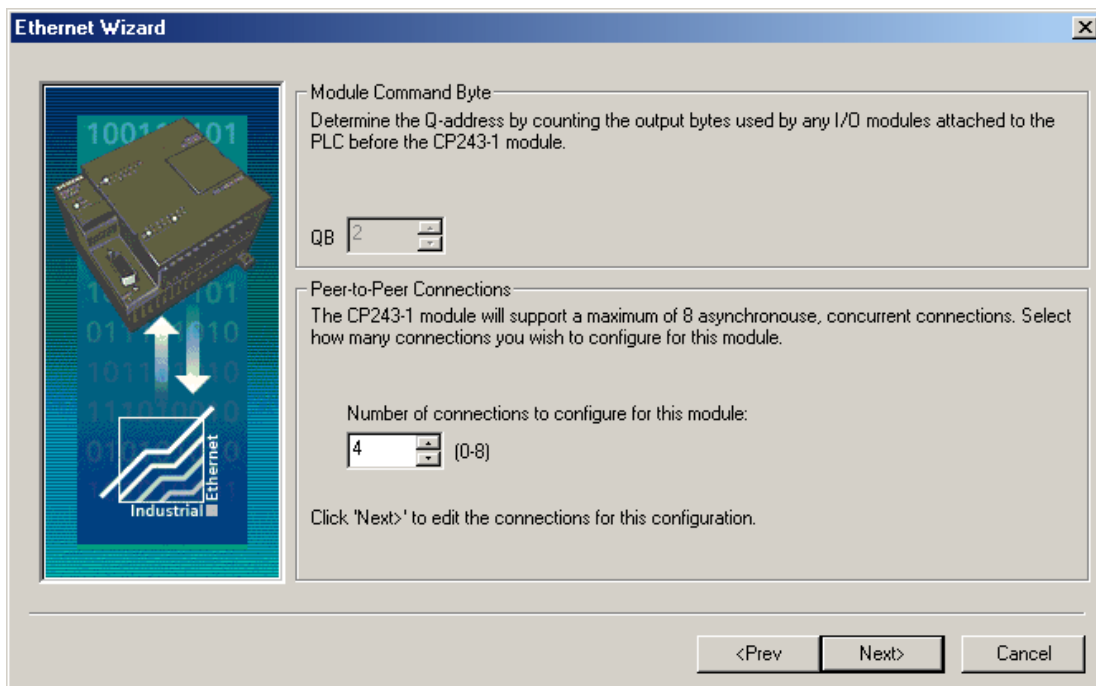 Ethernet Wizard
Module Command Byte
Determine the Q-address by counting the output bytes used by any I/O modules attached to the
PLC before the CP243-1 module.
QB 2
Peer-to-Peer Connections
The CP243-1 module will support a maximum of 8 asynchronouse, concurrent connections. Select
how many connections you wish to configure for this module.
Number of connections to configure for this module:
4 (0-8)
Click 'Next>' to edit the connections for this configuration.
Industrial
Ethernet
<Prev
Next>
Cancel